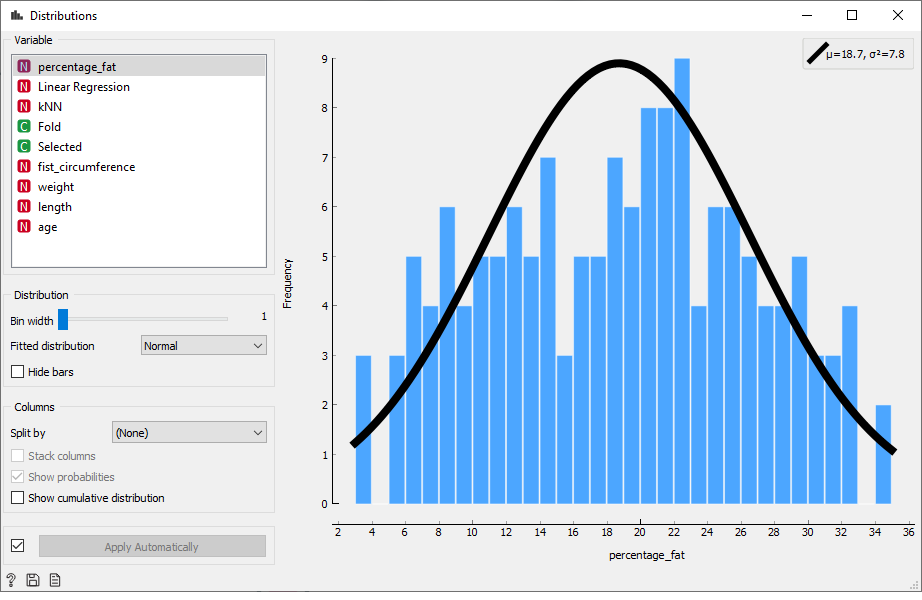 Distributions
Variable
N percentage_fat
N Linear Regression
N kNN
C Fold
C Selected
N fist_circumference
N weight
N length
N age
Distribution
Bin width 1
Fitted distribution Normal
Hide bars
Columns
Split by (None)
Stack columns
Show probabilities
Show cumulative distribution
Apply Automatically
?
μ=18.7, σ²=7.8
Frequency
9
8
7
6
5
4
3
2
1
0
2 4 6 8 10 12 14 16 18 20 22 24 26 28 30 32 34 36
percentage_fat